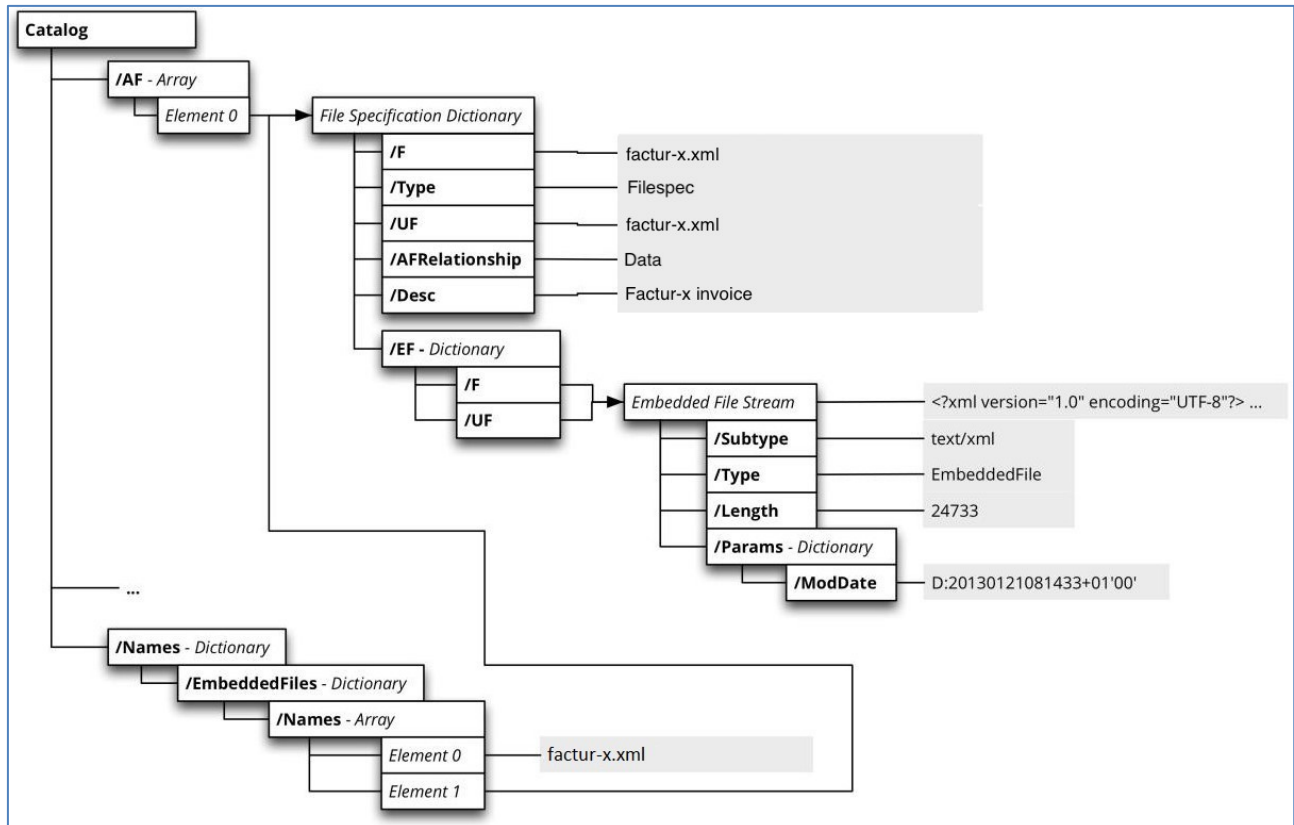 Catalog
/AF - Array
Element 0
File Specification Dictionary
/F
factur-x.xml
/Type
Filespec
/UF
factur-x.xml
/AFRelationship
Data
/Desc
Factur-x invoice
/EF - Dictionary
/F
/UF
Embedded File Stream
<?xml version="1.0" encoding="UTF-8"?> ...
/Subtype
text/xml
/Type
EmbeddedFile
/Length
24733
/Params - Dictionary
/ModDate
D:20130121081433+01'00'
...
/Names - Dictionary
/EmbeddedFiles - Dictionary
/Names - Array
Element 0
factur-x.xml
Element 1